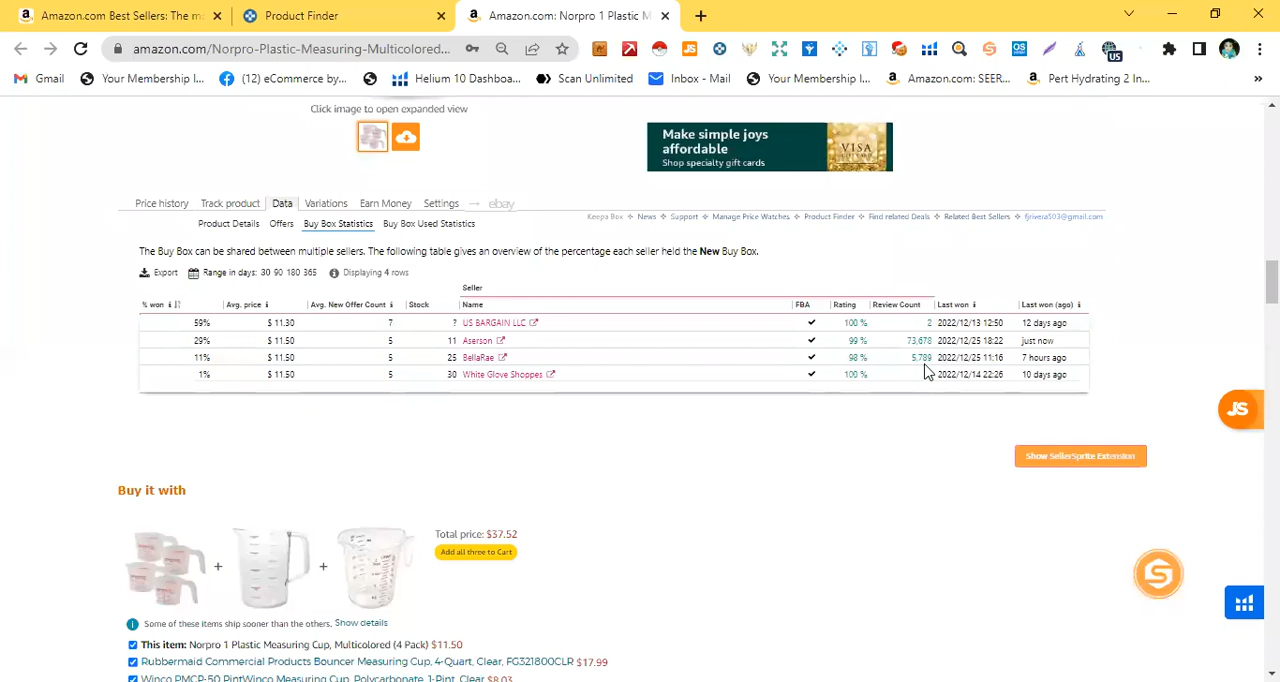 Amazon.com Best Sellers: The mo
Product Finder
Amazon.com: Norpro 1 Plastic M
amazon.com/Norpro-Plastic-Measuring-Multicolored...
Gmail
Your Membership I...
(12) eCommerce by...
Helium 10 Dashboa...
Scan Unlimited
Inbox - Mail
Your Membership I...
Amazon.com: SEER...
Pert Hydrating 2 In...
»
Click image to open expanded view
Make simple joys
affordable
Shop specialty gift cards
VISA
Price history Track product Data Variations Earn Money Settings → ebay
Keepa Box News Support Manage Price Watches Product Finder Find related Deals Related Best Sellers fjrivera503@gmail.com
Product Details Offers Buy Box Statistics Buy Box Used Statistics
The Buy Box can be shared between multiple sellers. The following table gives an overview of the percentage each seller held the New Buy Box.
Export Range in days: 30 90 180 365 Displaying 4 rows
Seller
% won Avg. price Avg. New Offer Count Stock Name FBA Rating Review Count Last won Last won (ago)
59% $ 11.30 7 ? US BARGAIN LLC ✔ 100 % 2 2022/12/13 12:50 12 days ago
29% $ 11.50 5 11 Aserson ✔ 99 % 73,678 2022/12/25 18:22 just now
11% $ 11.50 5 25 BellaRae ✔ 98 % 5,789 2022/12/25 11:16 7 hours ago
1% $ 11.50 5 30 White Glove Shoppes ✔ 100 % 2022/12/14 22:26 10 days ago
JS
Show SellerSprite Extension
Buy it with
Total price: $37.52
Add all three to Cart
+
+
Some of these items ship sooner than the others. Show details
This item: Norpro 1 Plastic Measuring Cup, Multicolored (4 Pack) $11.50
Rubbermaid Commercial Products Bouncer Measuring Cup, 4-Quart, Clear, FG321800CLR $17.99
Winco PMCP-50 PintWinco Measuring Cup, Polycarbonate, 1-Pint, Clear $8.03